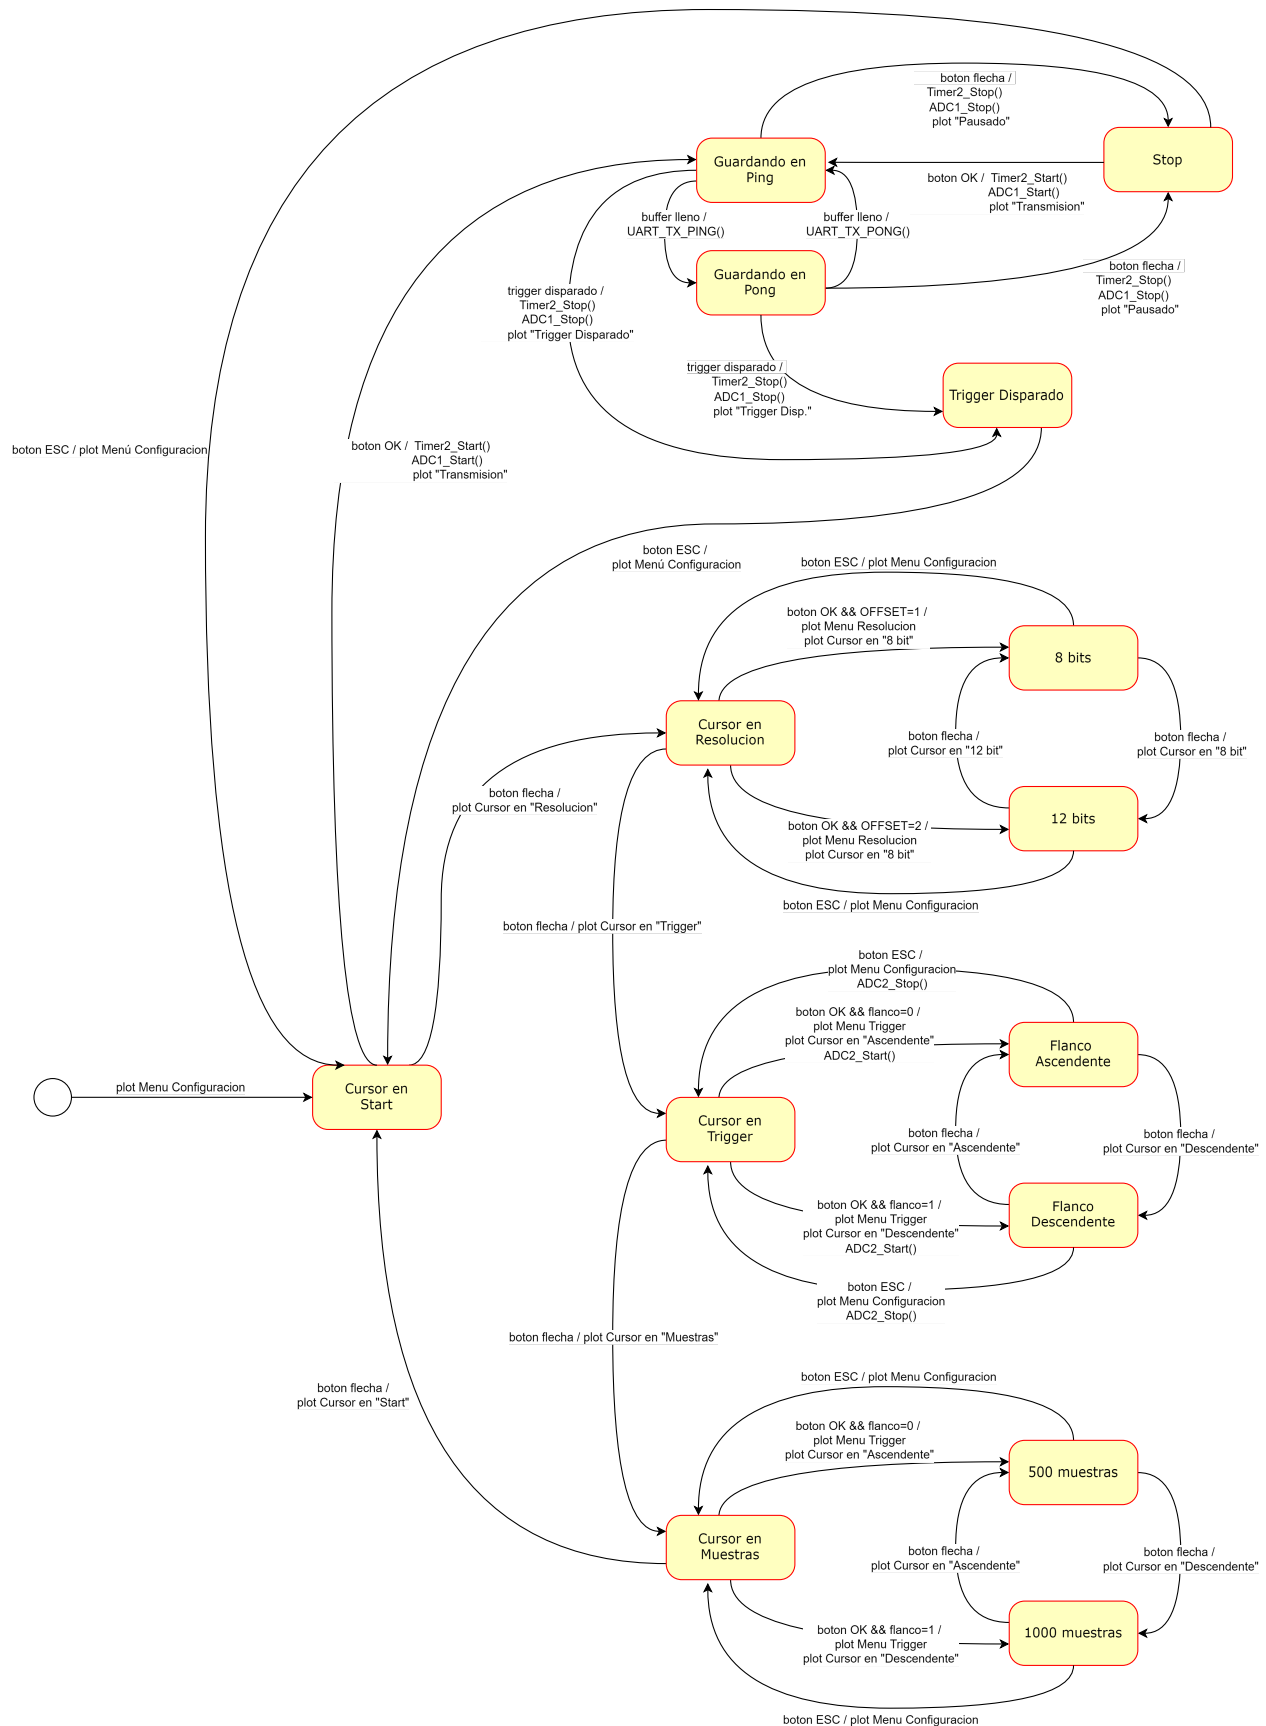 boton flecha /
Timer2_Stop()
ADC1_Stop()
plot "Pausado"
Guardando en
Ping
Stop
boton OK /  Timer2_Start()
ADC1_Start()
plot "Transmision"
buffer lleno /
UART_TX_PING()
buffer lleno /
UART_TX_PONG()
Guardando en
Pong
boton flecha /
Timer2_Stop()
ADC1_Stop()
plot "Pausado"
trigger disparado /
Timer2_Stop()
ADC1_Stop()
plot "Trigger Disparado"
trigger disparado /
Timer2_Stop()
ADC1_Stop()
plot "Trigger Disp."
Trigger Disparado
boton ESC / plot Menú Configuracion
boton OK /  Timer2_Start()
ADC1_Start()
plot "Transmision"
boton ESC /
plot Menú Configuracion
boton ESC / plot Menu Configuracion
boton OK && OFFSET=1 /
plot Menu Resolucion
plot Cursor en "8 bit"
8 bits
Cursor en
Resolucion
boton flecha /
plot Cursor en "12 bit"
boton flecha /
plot Cursor en "8 bit"
boton flecha /
plot Cursor en "Resolucion"
12 bits
boton OK && OFFSET=2 /
plot Menu Resolucion
plot Cursor en "8 bit"
boton ESC / plot Menu Configuracion
boton flecha / plot Cursor en "Trigger"
boton ESC /
plot Menu Configuracion
ADC2_Stop()
boton OK && flanco=0 /
plot Menu Trigger
plot Cursor en "Ascendente"
ADC2_Start()
Flanco
Ascendente
plot Menu Configuracion
Cursor en
Start
Cursor en
Trigger
boton flecha /
plot Cursor en "Ascendente"
boton flecha /
plot Cursor en "Descendente"
boton OK && flanco=1 /
plot Menu Trigger
plot Cursor en "Descendente"
ADC2_Start()
Flanco
Descendente
boton ESC /
plot Menu Configuracion
ADC2_Stop()
boton flecha / plot Cursor en "Muestras"
boton flecha /
plot Cursor en "Start"
boton ESC / plot Menu Configuracion
boton OK && flanco=0 /
plot Menu Trigger
plot Cursor en "Ascendente"
500 muestras
Cursor en
Muestras
boton flecha /
plot Cursor en "Ascendente"
boton flecha /
plot Cursor en "Descendente"
boton OK && flanco=1 /
plot Menu Trigger
plot Cursor en "Descendente"
1000 muestras
boton ESC / plot Menu Configuracion